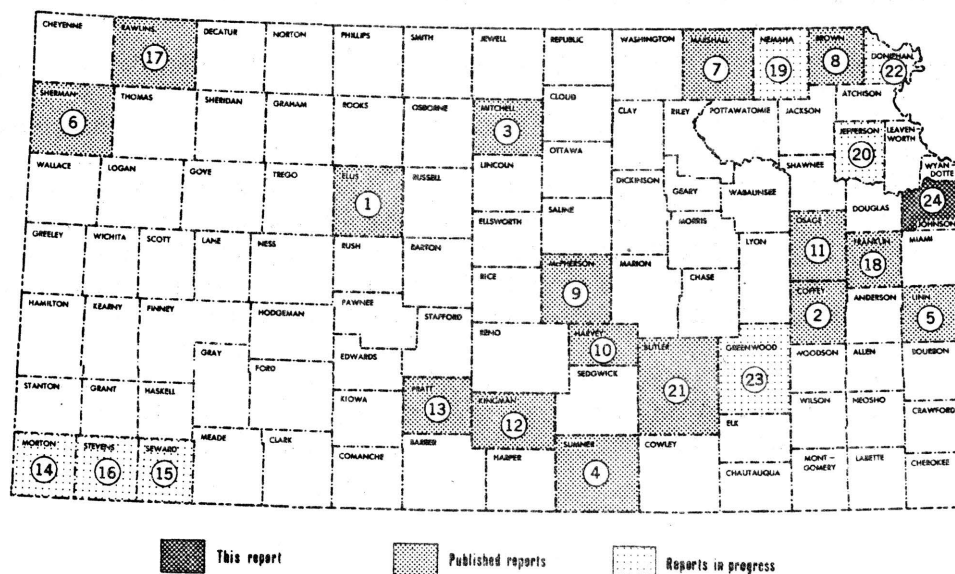 CHEYENNE RAWLINS DECATUR NORTON PHILLIPS SMITH JEWELL REPUBLIC WASHINGTON MARSHALL NEMAHA BROWN DONIPHAN
17 7 19 8 22
ATCHISON
SHERMAN THOMAS SHERIDAN GRAHAM ROOKS OSBORNE MITCHELL CLOUD CLAY RILEY POTTAWATOMIE JACKSON
6 3
JEFFERSON LEAVEN WORTH
20
OTTAWA
WALLACE LOGAN GOVE TREGO ELLIS RUSSELL LINCOLN DICKINSON GEARY WABAUNSEE SHAWNEE WYAN DOTTE
1 24
SALINE MORRIS DOUGLAS JOHNSON
ELLSWORTH OSAGE
GREELEY WICHITA SCOTT LANE NESS RUSH BARTON LYON FRANKLIN MIAMI
11 18
McPHERSON MARION
9
RICE CHASE
COFFEY ANDERSON LINN
2 5
HAMILTON KEARNY FINNEY HODGEMAN PAWNEE STAFFORD
RENO HARVEY BUTLER GREENWOOD
10
GRAY EDWARDS WOODSON ALLEN BOURBON
FORD SEDGWICK
21 23
STANTON GRANT HASKELL KIOWA PRATT KINGMAN WILSON NEOSHO
13 12
CRAWFORD
ELK
MORTON STEVENS SEWARD MEADE CLARK BARBER SUMNER COWLEY
14 16 15 4
COMANCHE HARPER MONT- GOMERY LABETTE CHEROKEE
CHAUTAUQUA
This report Published reports Reports in progress